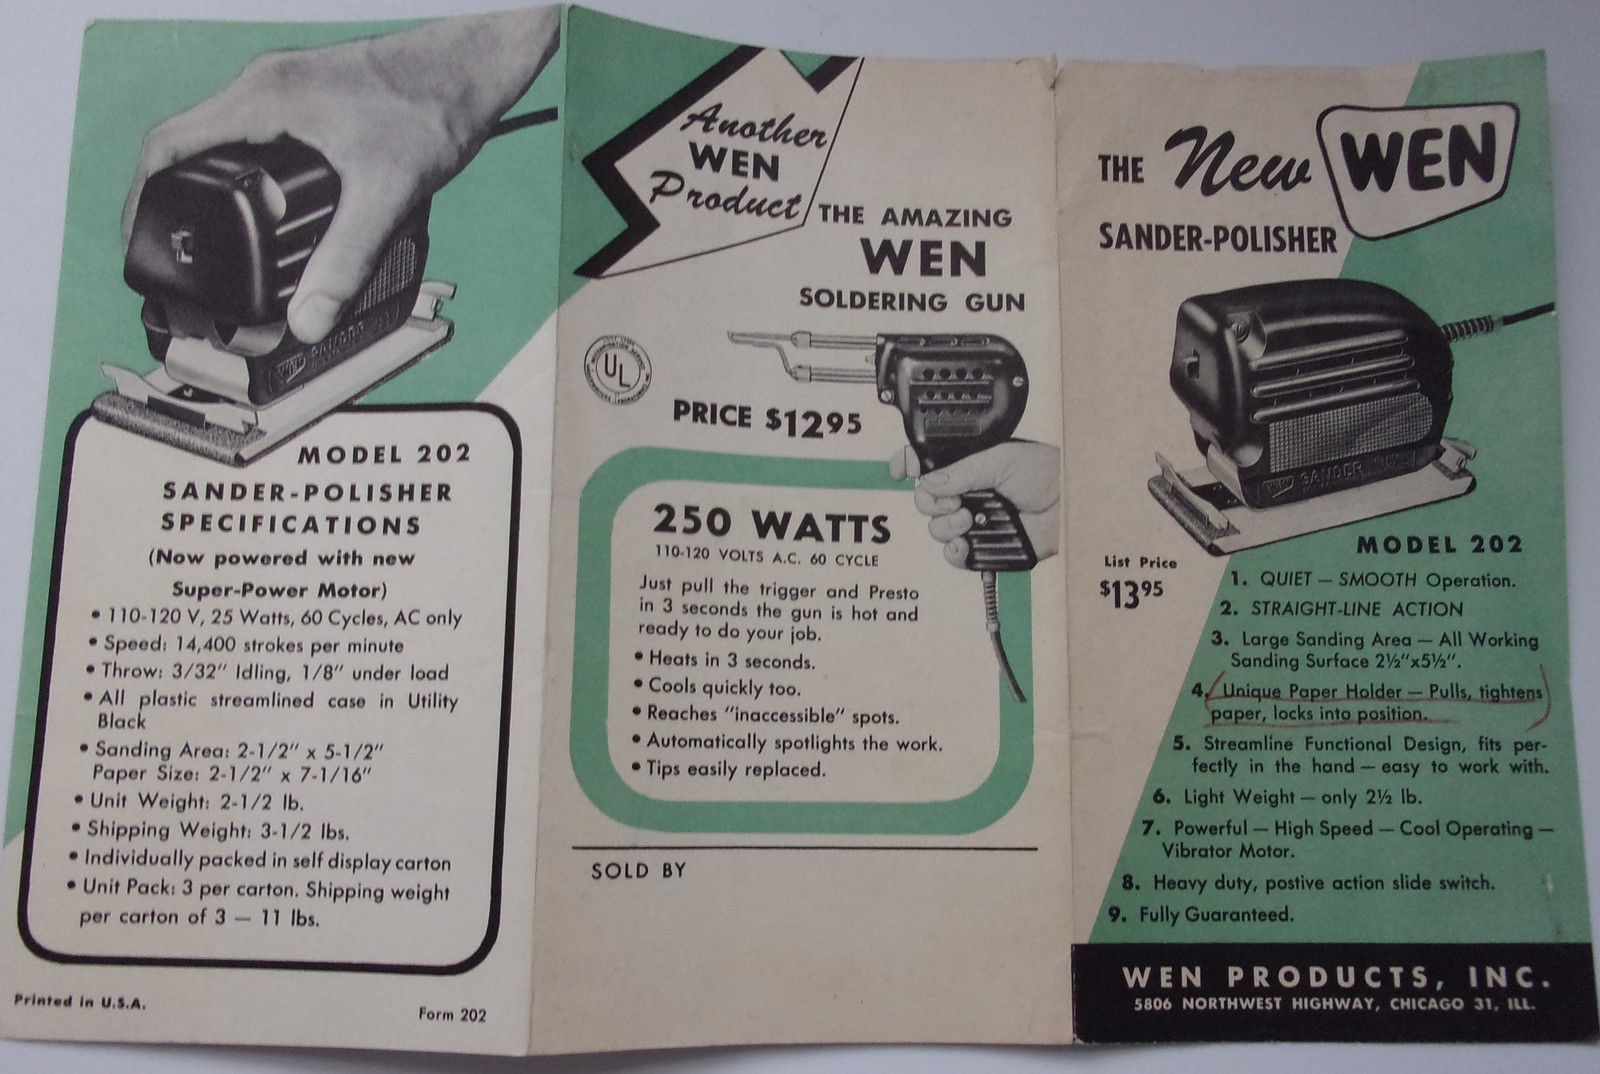 MODEL 202
SANDER-POLISHER
SPECIFICATIONS
(Now powered with new
Super-Power Motor)
• 110-120 V, 25 Watts, 60 Cycles, AC only
• Speed: 14,400 strokes per minute
• Throw: 3/32" Idling, 1/8" under load
• All plastic streamlined case in Utility
Black
• Sanding Area: 2-1/2" x 5-1/2"
Paper Size: 2-1/2" x 7-1/16"
• Unit Weight: 2-1/2 lb.
• Shipping Weight: 3-1/2 lbs.
• Individually packed in self display carton
• Unit Pack: 3 per carton. Shipping weight
per carton of 3 — 11 lbs.
Printed in U.S.A.
Form 202
WEN SANDER
Another
WEN
Product
THE AMAZING
WEN
SOLDERING GUN
UL
PRICE $1295
250 WATTS
110-120 VOLTS A.C. 60 CYCLE
Just pull the trigger and Presto
in 3 seconds the gun is hot and
ready to do your job.
• Heats in 3 seconds.
• Cools quickly too.
• Reaches "inaccessible" spots.
• Automatically spotlights the work.
• Tips easily replaced.
SOLD BY
THE New WEN
SANDER-POLISHER
WEN SANDER
MODEL 202
List Price
$1395
1. QUIET — SMOOTH Operation.
2. STRAIGHT-LINE ACTION
3. Large Sanding Area — All Working
Sanding Surface 2½"x5½".
4. Unique Paper Holder — Pulls, tightens
paper, locks into position.
5. Streamline Functional Design, fits per-
fectly in the hand — easy to work with.
6. Light Weight — only 2½ lb.
7. Powerful — High Speed — Cool Operating —
Vibrator Motor.
8. Heavy duty, postive action slide switch.
9. Fully Guaranteed.
WEN PRODUCTS, INC.
5806 NORTHWEST HIGHWAY, CHICAGO 31, ILL.